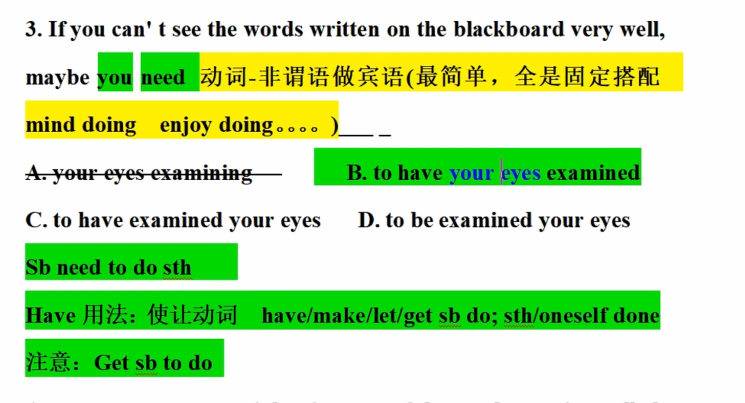 3. If you can' t see the words written on the blackboard very well,
maybe you need 动词-非谓语做宾语(最简单，全是固定搭配
mind doing enjoy doing。。。。)___ _
A. your eyes examining B. to have your eyes examined
C. to have examined your eyes D. to be examined your eyes
Sb need to do sth
Have 用法：使让动词 have/make/let/get sb do; sth/oneself done
注意：Get sb to do